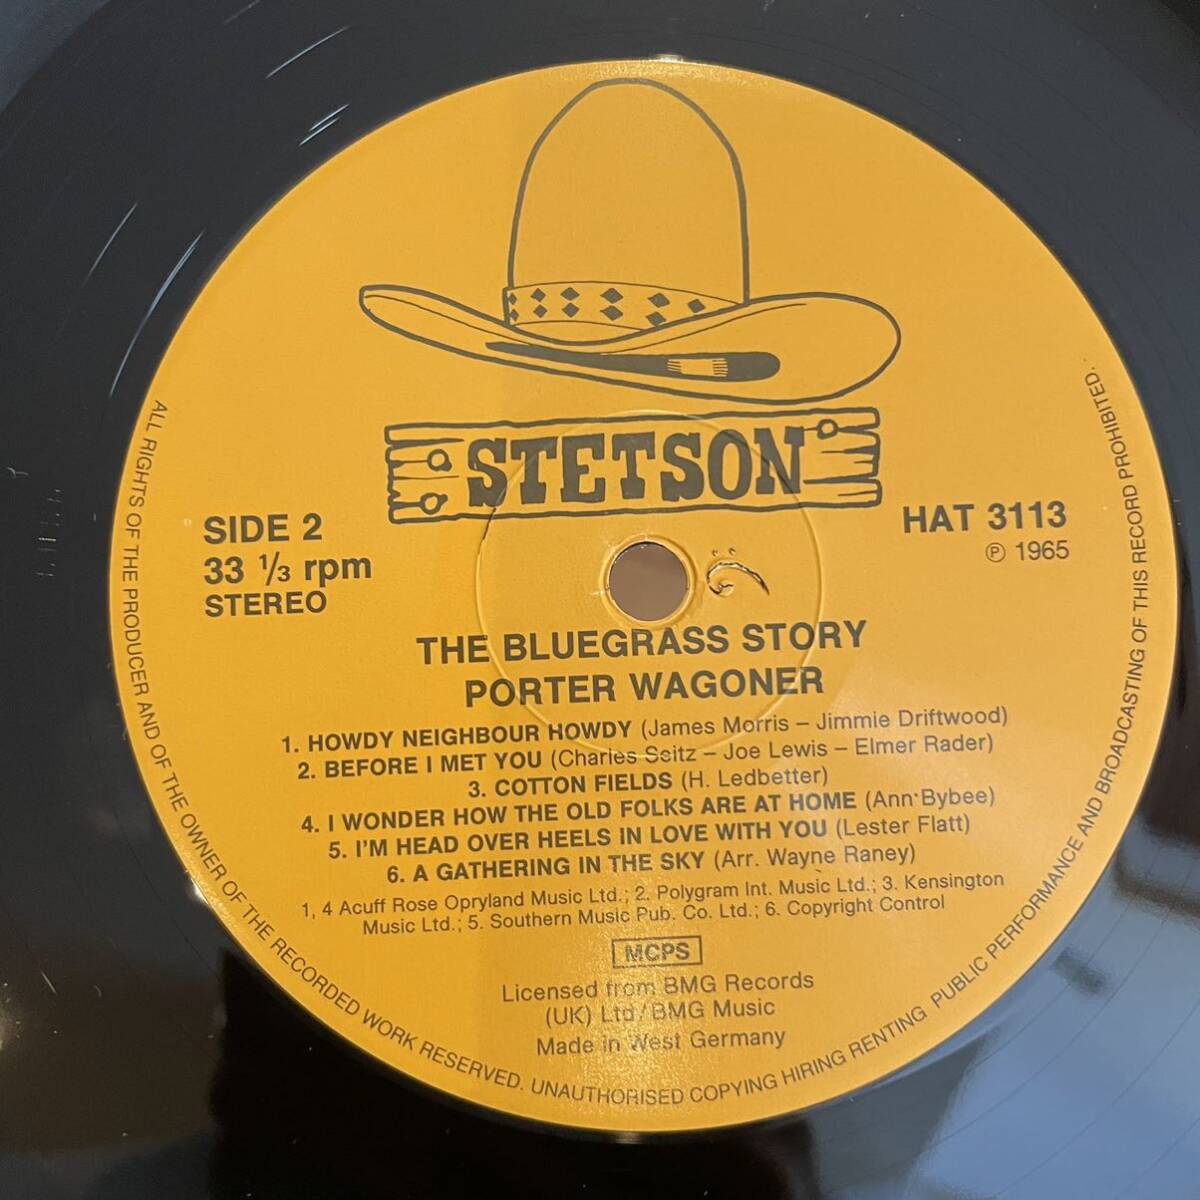 STETSON
SIDE 2
33 ⅓ rpm
STEREO
HAT 3113
℗ 1965
THE BLUEGRASS STORY
PORTER WAGONER
1. HOWDY NEIGHBOUR HOWDY (James Morris – Jimmie Driftwood)
2. BEFORE I MET YOU (Charles Seitz – Joe Lewis – Elmer Rader)
3. COTTON FIELDS (H. Ledbetter)
4. I WONDER HOW THE OLD FOLKS ARE AT HOME (Ann Bybee)
5. I'M HEAD OVER HEELS IN LOVE WITH YOU (Lester Flatt)
6. A GATHERING IN THE SKY (Arr. Wayne Raney)
1, 4 Acuff Rose Opryland Music Ltd.; 2. Polygram Int. Music Ltd.; 3. Kensington
Music Ltd.; 5. Southern Music Pub. Co. Ltd.; 6. Copyright Control
MCPS
Licensed from BMG Records
(UK) Ltd/BMG Music
Made in West Germany
ALL RIGHTS OF THE PRODUCER AND OF THE OWNER OF THE RECORDED WORK RESERVED. UNAUTHORISED COPYING HIRING RENTING PUBLIC PERFORMANCE AND BROADCASTING OF THIS RECORD PROHIBITED.